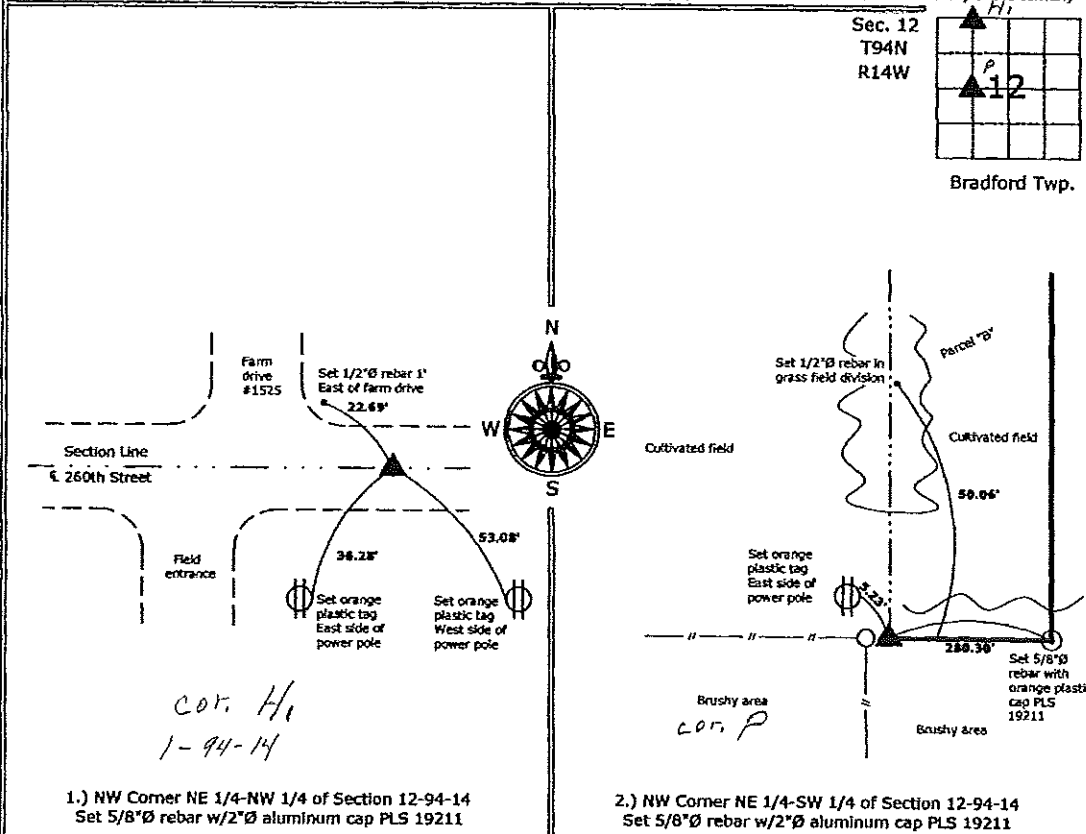 H1
Sec. 12
T94N
R14W
P
12
Bradford Twp.
Farm
drive
#1525
Set 1/2"Ø rebar 1'
East of farm drive
22.69'
Section Line
℄ 260th Street
Field
entrance
36.28'
53.08'
Set orange
plastic tag
East side of
power pole
Set orange
plastic tag
West side of
power pole
cor. H1
1-94-14
1.) NW Corner NE 1/4-NW 1/4 of Section 12-94-14
Set 5/8"Ø rebar w/2"Ø aluminum cap PLS 19211
N
W
E
S
Set 1/2"Ø rebar in
grass field division
Parcel "B"
Cultivated field
Cultivated field
50.06'
Set orange
plastic tag
East side of
power pole
5.23'
280.30'
Set 5/8"Ø
rebar with
orange plasti
cap PLS
19211
Brushy area
cor. P
Brushy area
2.) NW Corner NE 1/4-SW 1/4 of Section 12-94-14
Set 5/8"Ø rebar w/2"Ø aluminum cap PLS 19211